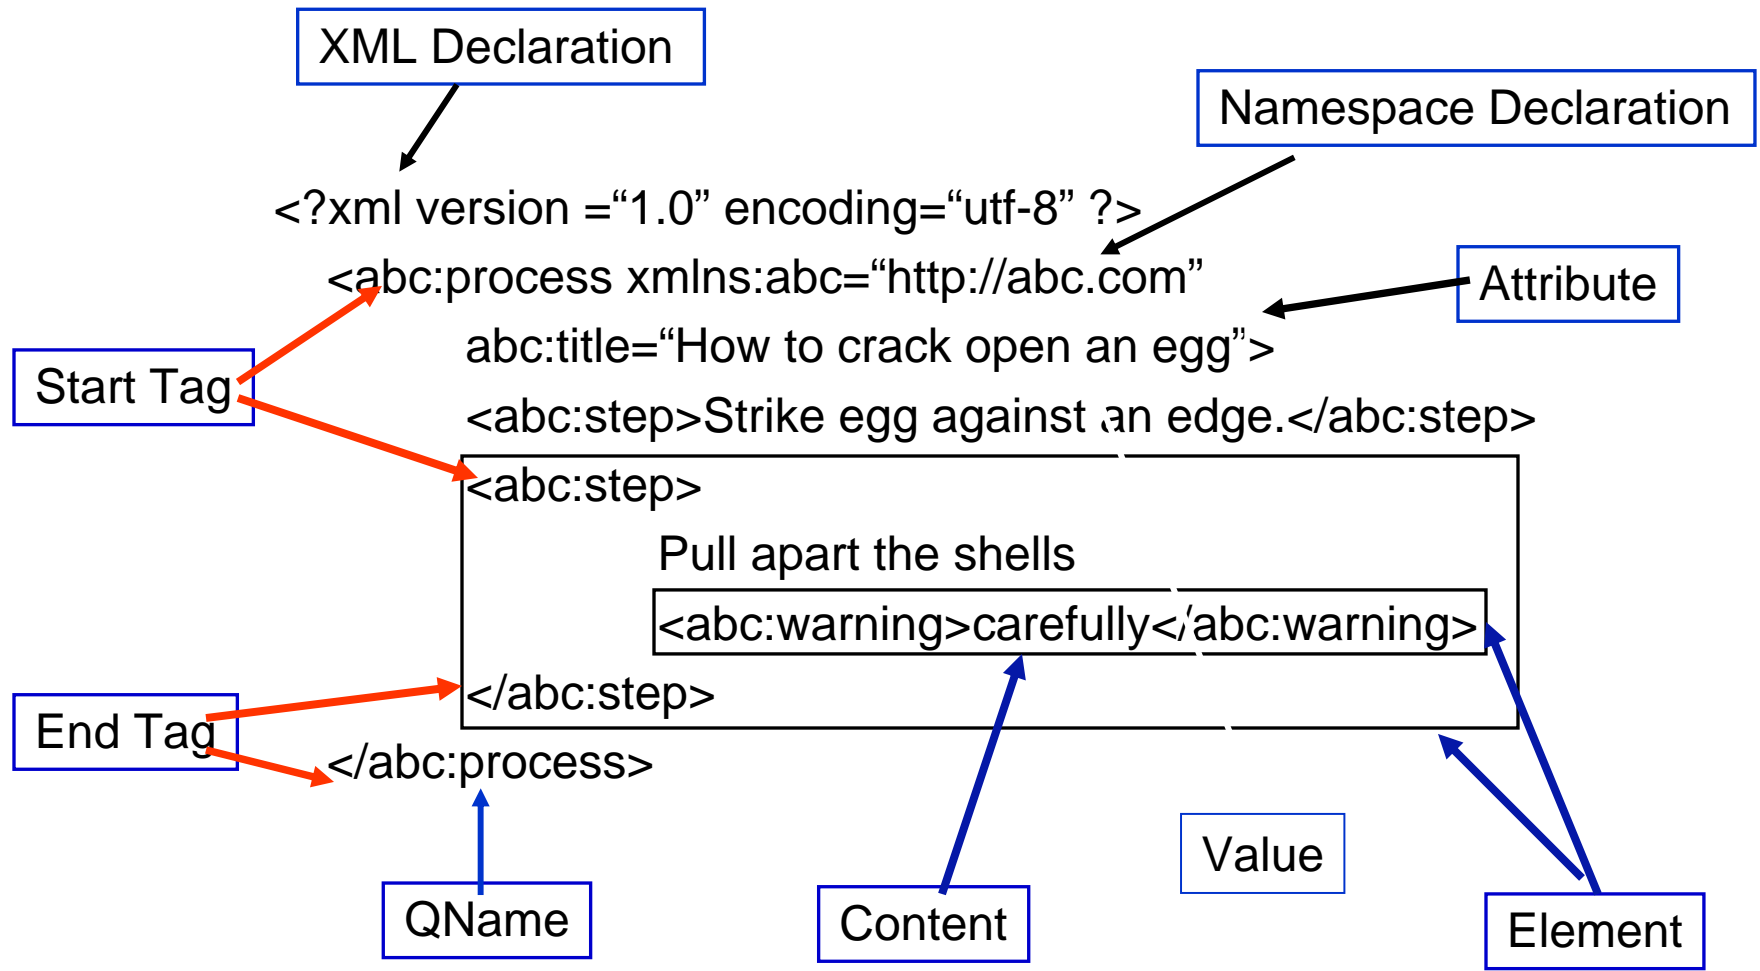 XML Declaration
Namespace Declaration
<?xml version =“1.0” encoding=“utf-8” ?>
<abc:process xmlns:abc=“http://abc.com”
Attribute
abc:title=“How to crack open an egg”>
Start Tag
<abc:step>Strike egg against an edge.</abc:step>
<abc:step>
Pull apart the shells
<abc:warning>carefully</abc:warning>
</abc:step>
End Tag
</abc:process>
Value
QName
Content
Element